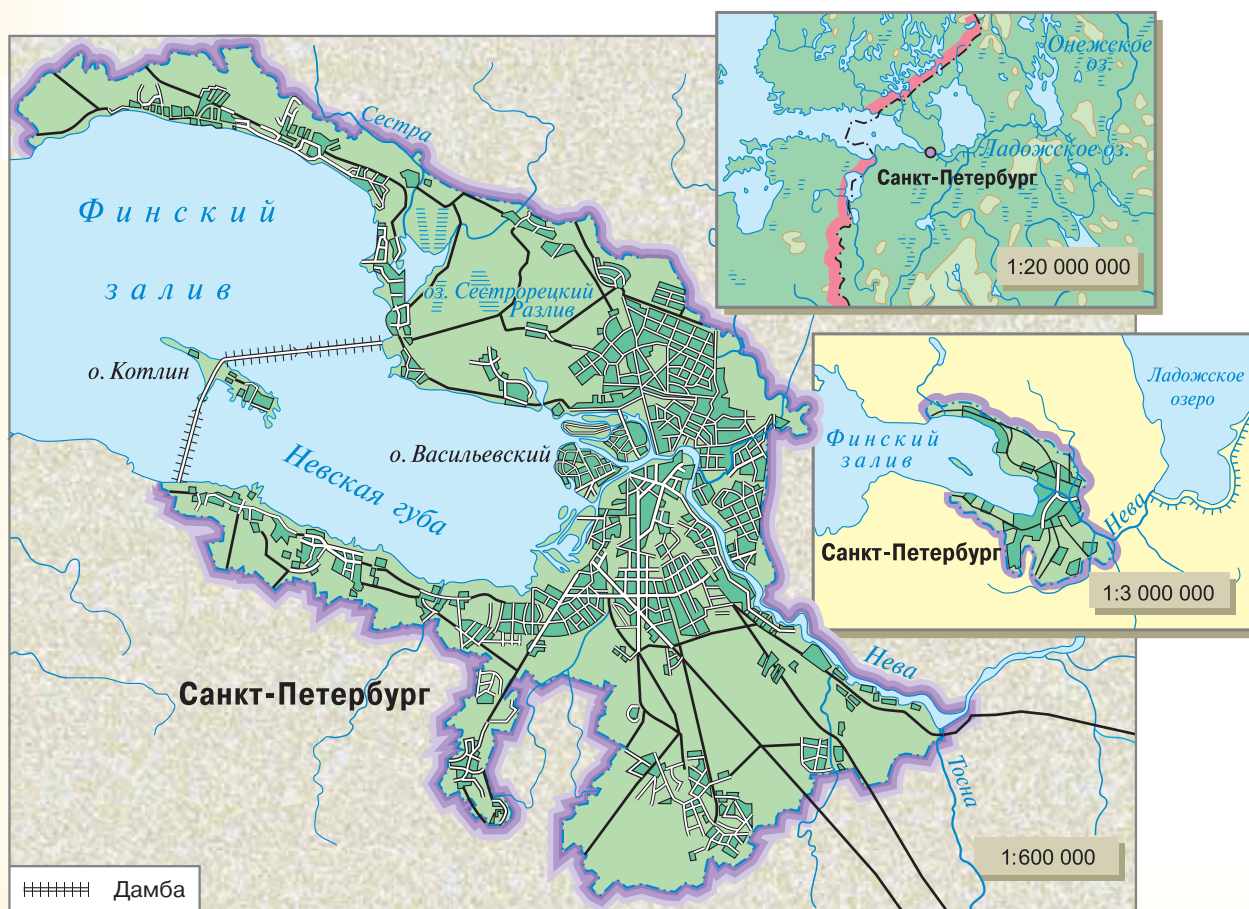 Сестра
Финский
залив
оз. Сестрорецкий
Разлив
о. Котлин
о. Васильевский
Невская губа
Санкт-Петербург
Нева
Тосна
1:600 000
Дамба
Онежское
оз.
Ладожское оз.
Санкт-Петербург
1:20 000 000
Ладожское
озеро
Финский
залив
Нева
Санкт-Петербург
1:3 000 000